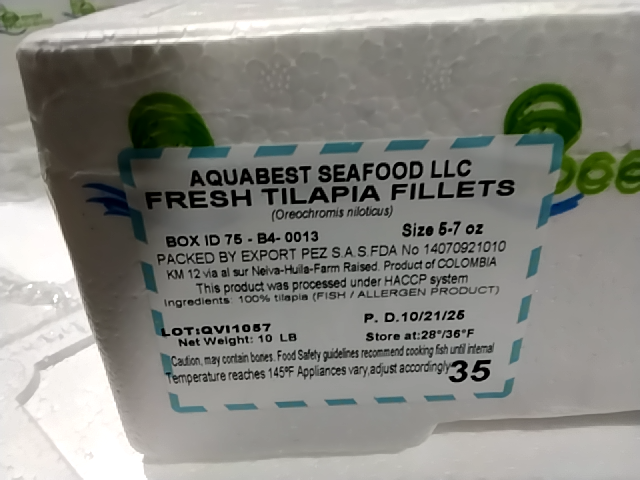 AQUABEST SEAFOOD LLC
FRESH TILAPIA FILLETS
(Oreochromis niloticus)
BOX ID 75 - B4- 0013 Size 5-7 oz
PACKED BY EXPORT PEZ S.A.S.FDA No 14070921010
KM 12 via al sur Neiva-Huila-Farm Raised. Product of COLOMBIA
This product was processed under HACCP system
Ingredients: 100% tilapia (FISH / ALLERGEN PRODUCT)
LOT:QVI1057 P. D.10/21/25
Net Weight: 10 LB Store at:28°/36°F
Caution, may contain bones. Food Safety guidelines recommend cooking fish until internal
Temperature reaches 145ºF Appliances vary,adjust accordingly 35